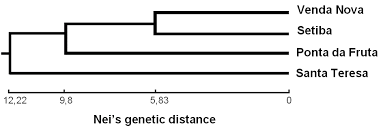 Venda Nova
Setiba
Ponta da Fruta
Santa Teresa
12,22 9,8 5,83 0
Nei's genetic distance